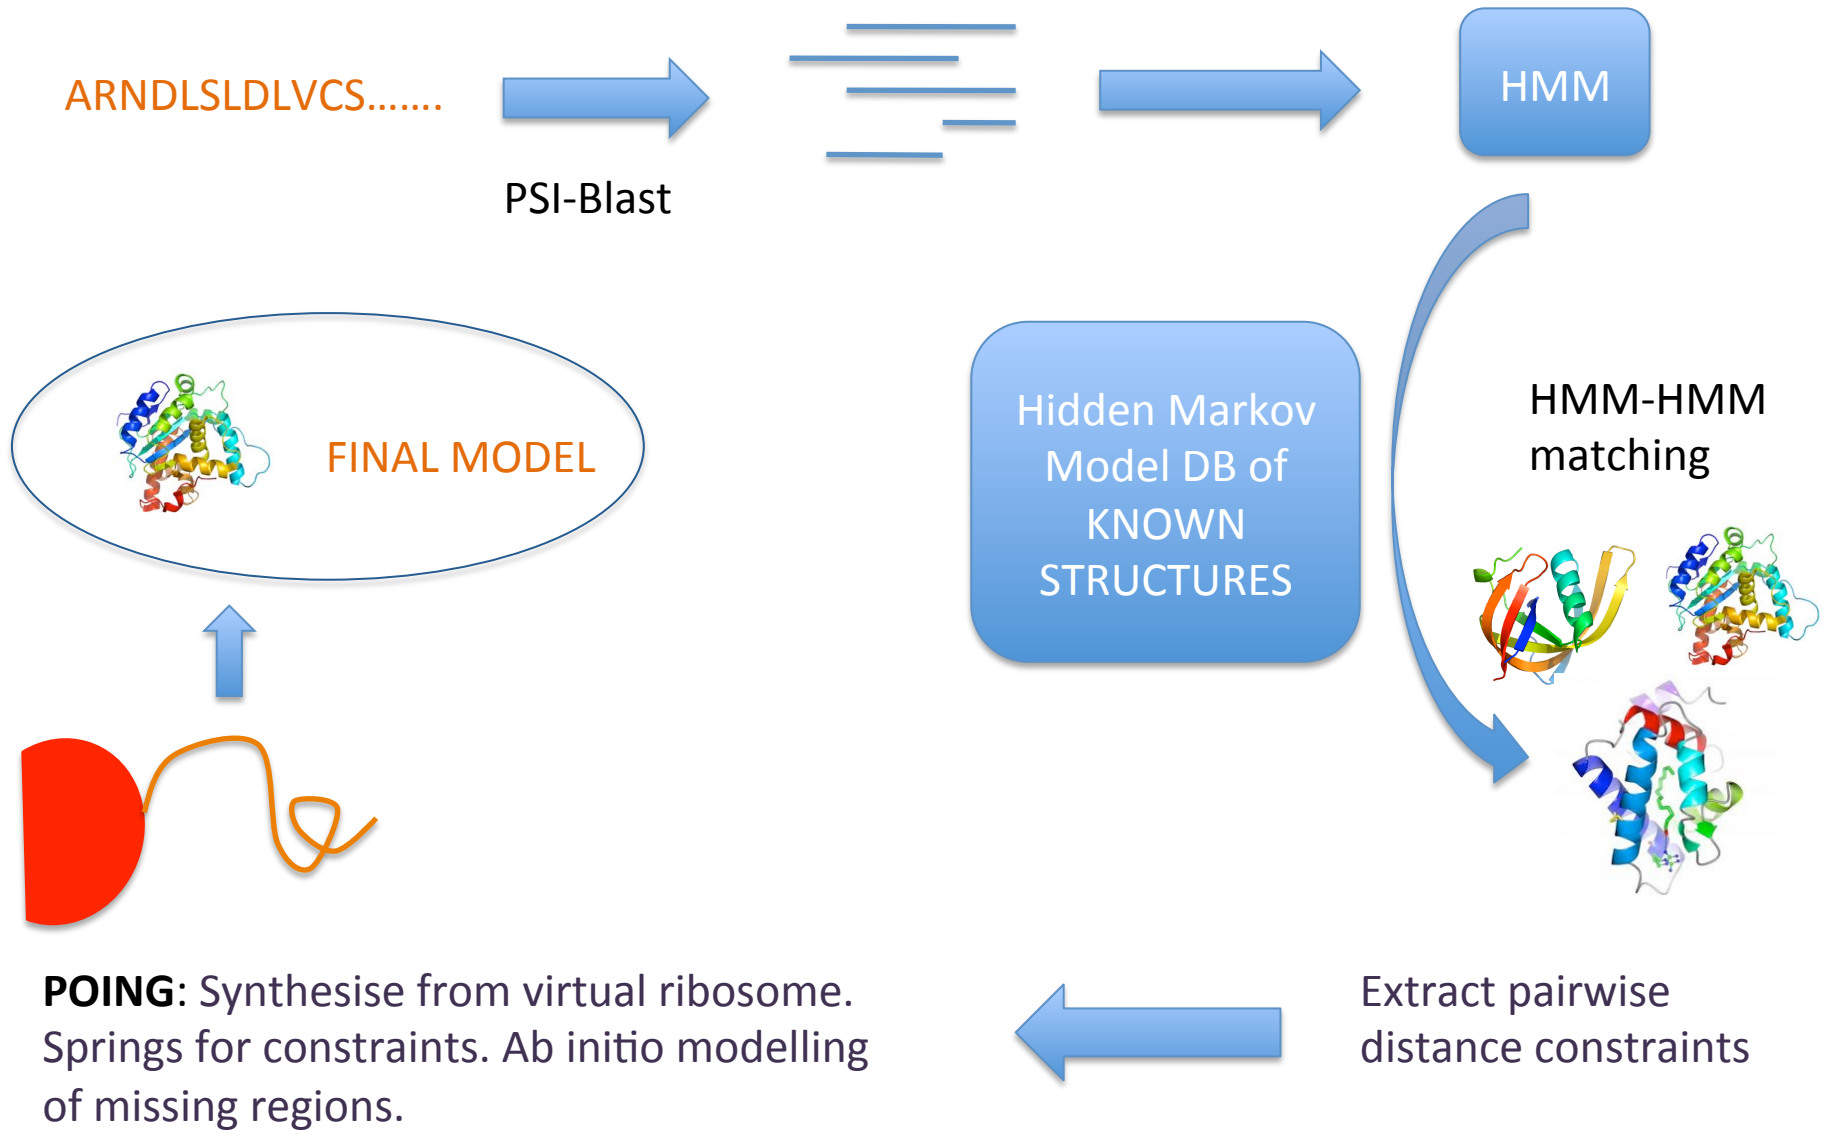 ARNDLSLDLVCS.......
PSI-Blast
HMM
Hidden Markov
Model DB of
KNOWN
STRUCTURES
HMM-HMM
matching
FINAL MODEL
Extract pairwise
distance constraints
POING: Synthesise from virtual ribosome.
Springs for constraints. Ab initio modelling
of missing regions.